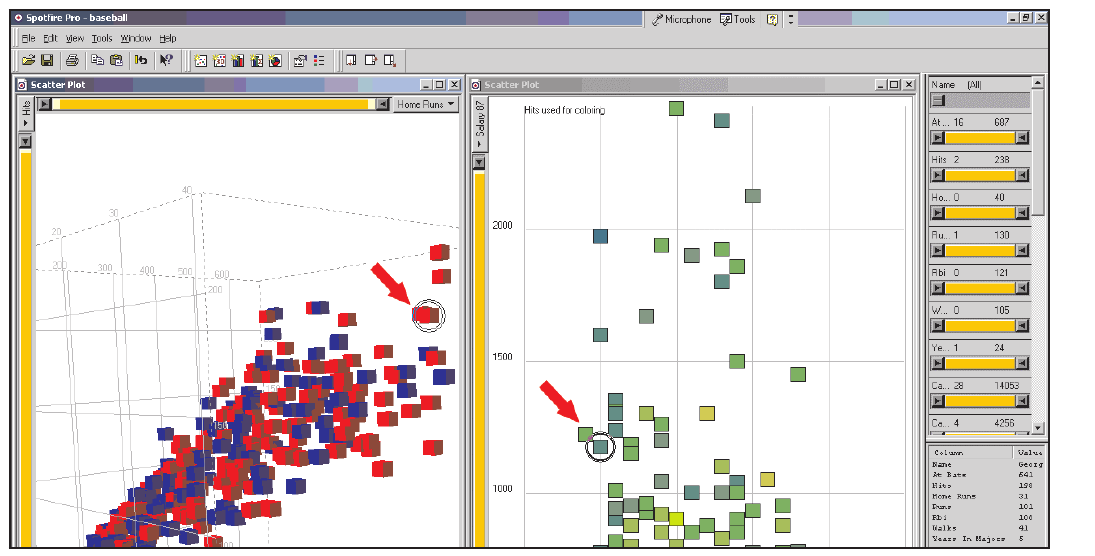 Spotfire Pro - baseball
Microphone Tools
File Edit View Tools Window Help
Scatter Plot
Hits
Home Runs
40
30
20
200 300 400 500 600
200
150
Scatter Plot
Salary 87
Hits used for coloring
2000
1500
1000
Name (All)
At... 16 687
Hits 2 238
Ho... 0 40
Ru... 1 130
Rbi 0 121
W... 0 105
Ye... 1 24
Ca... 28 14053
Ca... 4 4256
Column Value
Name Georg
At Bats 641
Hits 198
Home Runs 31
Runs 101
Rbi 108
Walks 41
Years In Majors 5